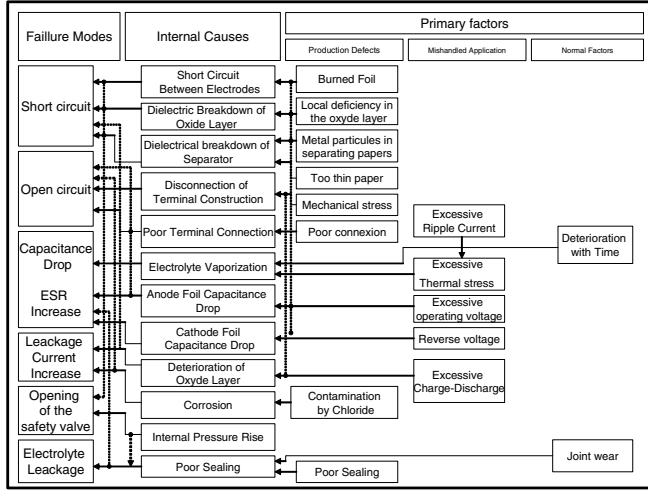 Faillure Modes
Internal Causes
Primary factors
Production Defects
Mishandled Application
Normal Factors
Short circuit
Open circuit
Capacitance
Drop
ESR
Increase
Leackage
Current
Increase
Opening
of the
safety valve
Electrolyte
Leackage
Short Circuit
Between Electrodes
Dielectric Breakdown of
Oxide Layer
Dielectrical breakdown of
Separator
Disconnection of
Terminal Construction
Poor Terminal Connection
Electrolyte Vaporization
Anode Foil Capacitance
Drop
Cathode Foil
Capacitance Drop
Deterioration of
Oxyde Layer
Corrosion
Internal Pressure Rise
Poor Sealing
Burned Foil
Local deficiency in
the oxyde layer
Metal particules in
separating papers
Too thin paper
Mechanical stress
Poor connexion
Contamination
by Chloride
Poor Sealing
Excessive
Ripple Current
Excessive
Thermal stress
Excessive
operating voltage
Reverse voltage
Excessive
Charge-Discharge
Deterioration
with Time
Joint wear